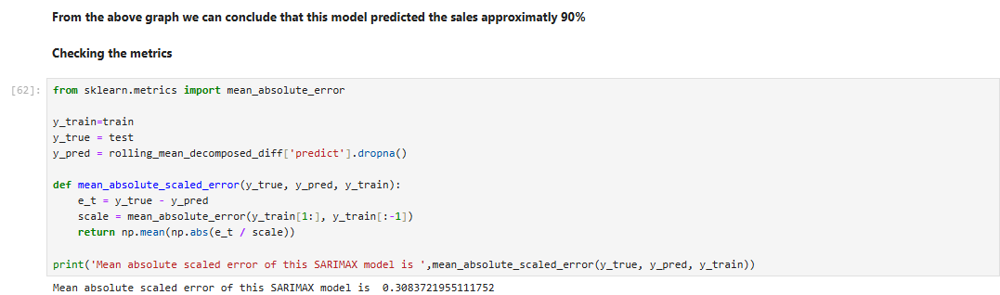 From the above graph we can conclude that this model predicted the sales approximatly 90%
Checking the metrics
[62]:
from sklearn.metrics import mean_absolute_error
y_train=train
y_true = test
y_pred = rolling_mean_decomposed_diff['predict'].dropna()
def mean_absolute_scaled_error(y_true, y_pred, y_train):
    e_t = y_true - y_pred
    scale = mean_absolute_error(y_train[1:], y_train[:-1])
    return np.mean(np.abs(e_t / scale))
print('Mean absolute scaled error of this SARIMAX model is ',mean_absolute_scaled_error(y_true, y_pred, y_train))
Mean absolute scaled error of this SARIMAX model is  0.3083721955111752